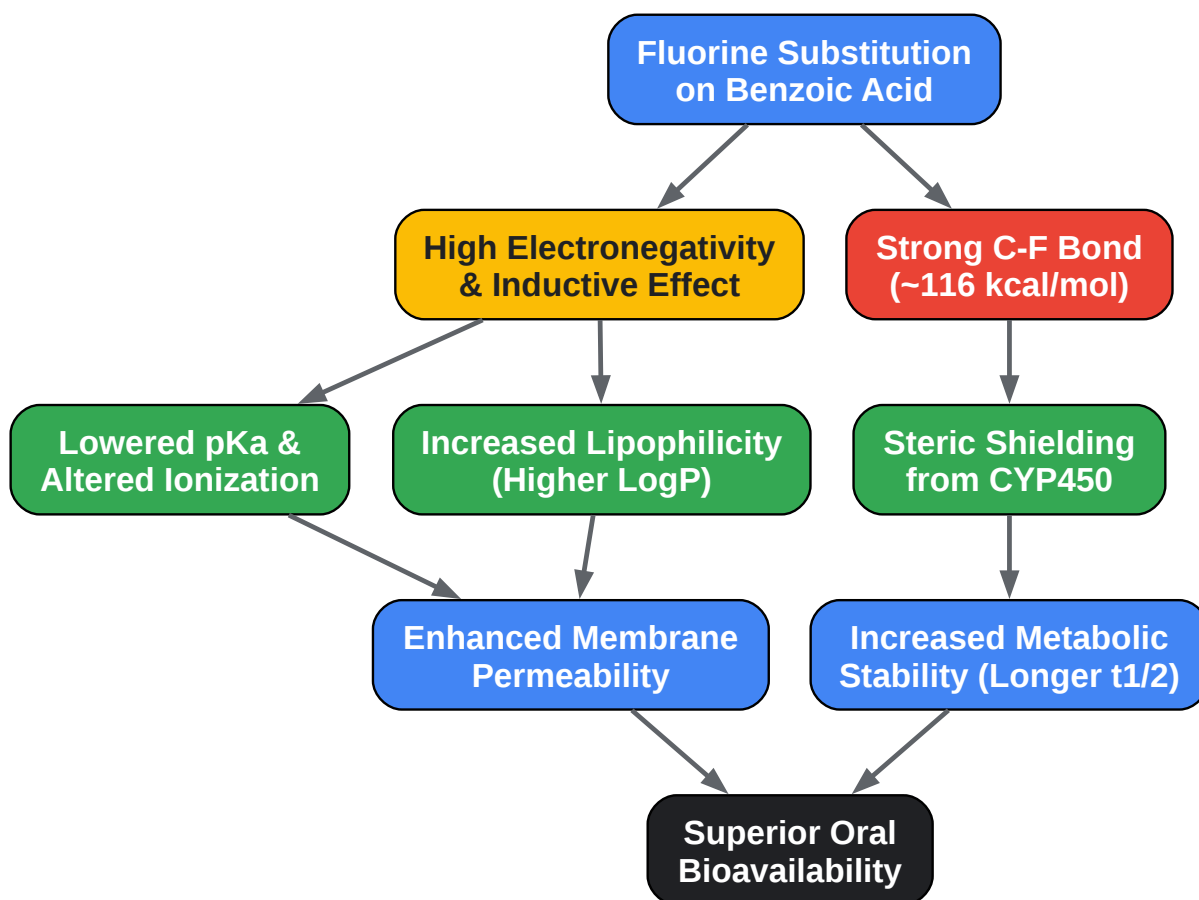 Fluorine Substitution
on Benzoic Acid
High Electronegativity
& Inductive Effect
Strong C-F Bond
(~116 kcal/mol)
Lowered pKa &
Altered Ionization
Increased Lipophilicity
(Higher LogP)
Steric Shielding
from CYP450
Enhanced Membrane
Permeability
Increased Metabolic
Stability (Longer t1/2)
Superior Oral
Bioavailability